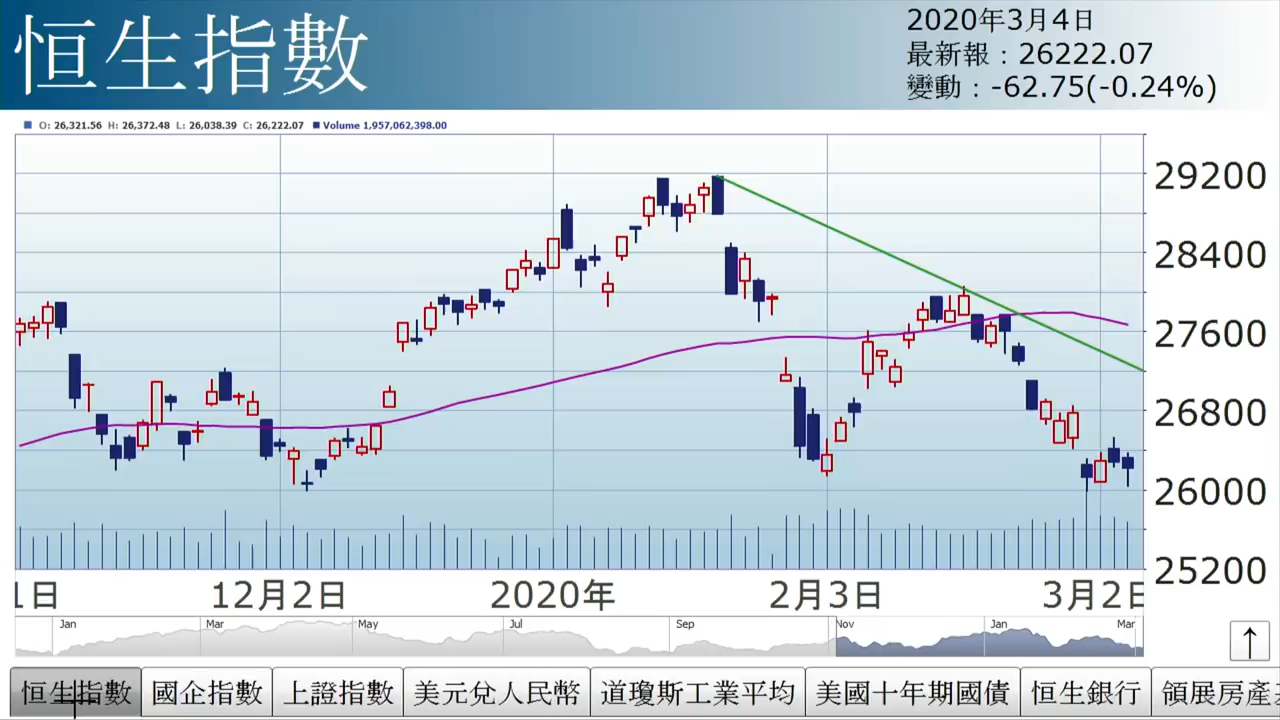 恒生指數
2020年3月4日
最新報：26222.07
變動：-62.75(-0.24%)
O: 26,321.56 H: 26,372.48 L: 26,038.39 C: 26,222.07 Volume 1,957,062,398.00
29200
28400
27600
26800
26000
25200
1日 12月2日 2020年 2月3日 3月2日
Jan Mar May Jul Sep Nov Jan Mar
↑
恒生指數 國企指數 上證指數 美元兌人民幣 道瓊斯工業平均 美國十年期國債 恒生銀行 領展房產